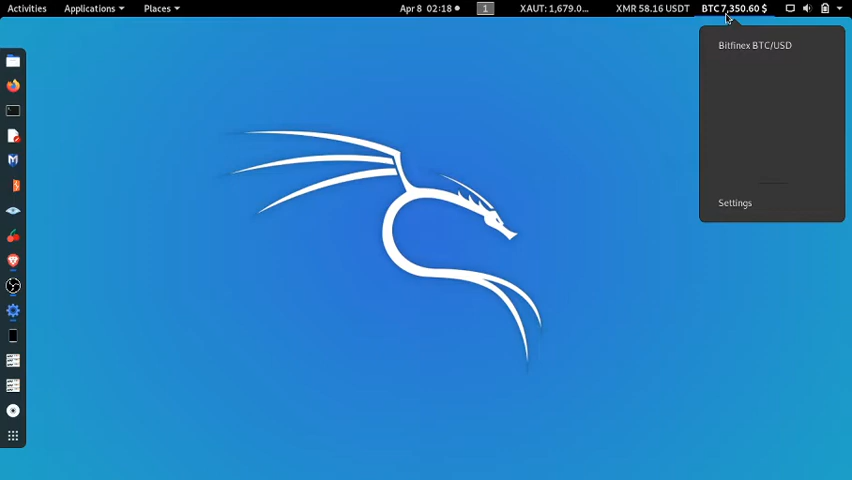 Activities Applications Places Apr 8 02:18 1 XAUT: 1,679.0... XMR 58.16 USDT BTC 7,350.60 $
Bitfinex BTC/USD
Settings